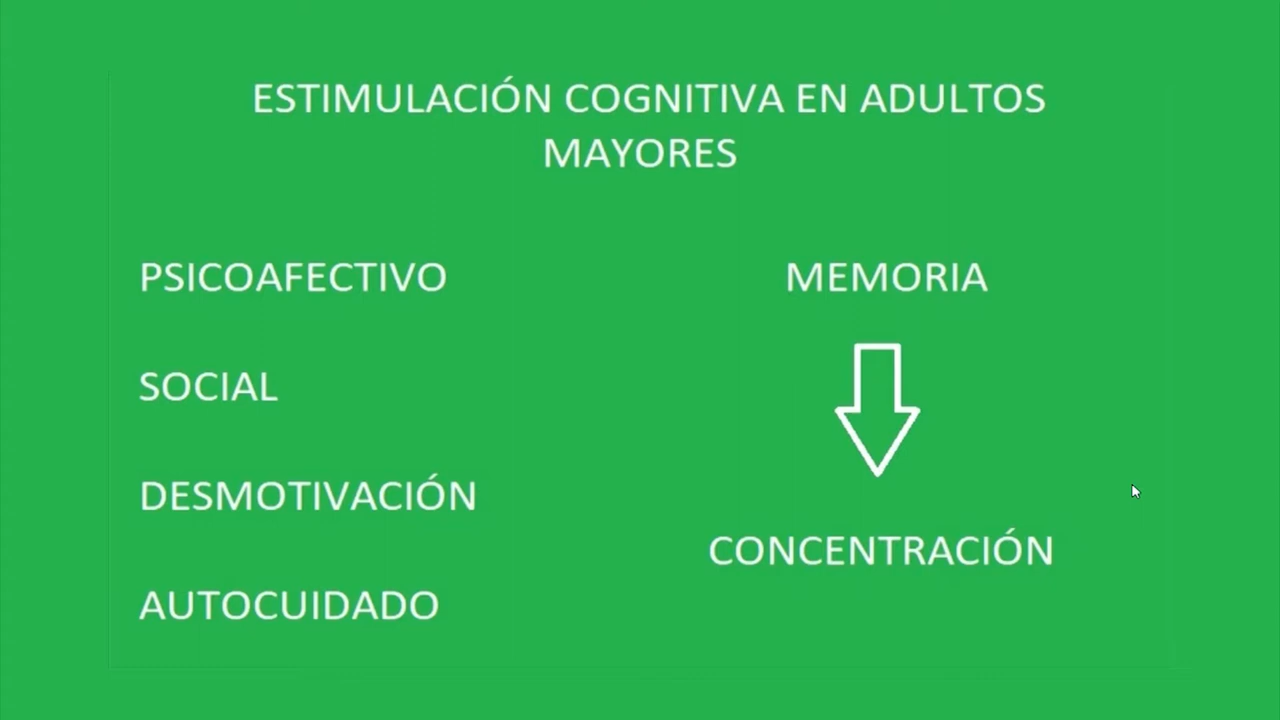 ESTIMULACIÓN COGNITIVA EN ADULTOS
MAYORES
PSICOAFECTIVO
SOCIAL
DESMOTIVACIÓN
AUTOCUIDADO
MEMORIA
CONCENTRACIÓN